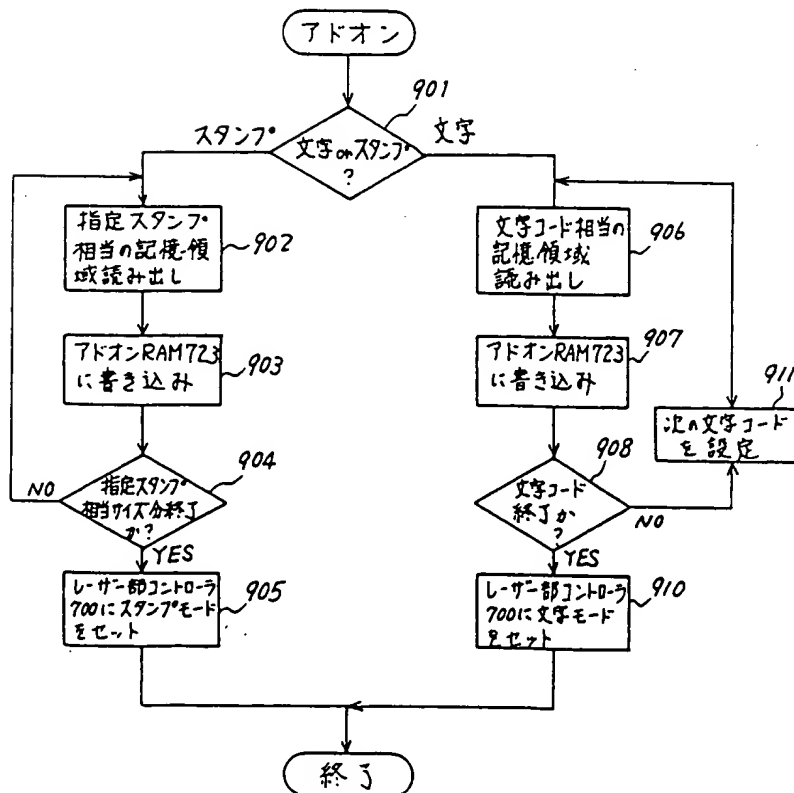 アドオン
901
スタンプ
文字
文字orスタンプ
?
指定スタンプ
相当の記憶領
域読み出し
902
文字コード相当の
記憶領域
読み出し
906
アドオンRAM723
に書き込み
903
アドオンRAM723
に書き込み
907
911
次の文字コード
を設定
904
指定スタンプ
相当サイズ分終了
か?
NO
YES
908
文字コード
終了か
?
NO
YES
レーザー部コントローラ
700にスタンプモード
をセット
905
レーザー部コントローラ
700に文字モード
をセット
910
終了